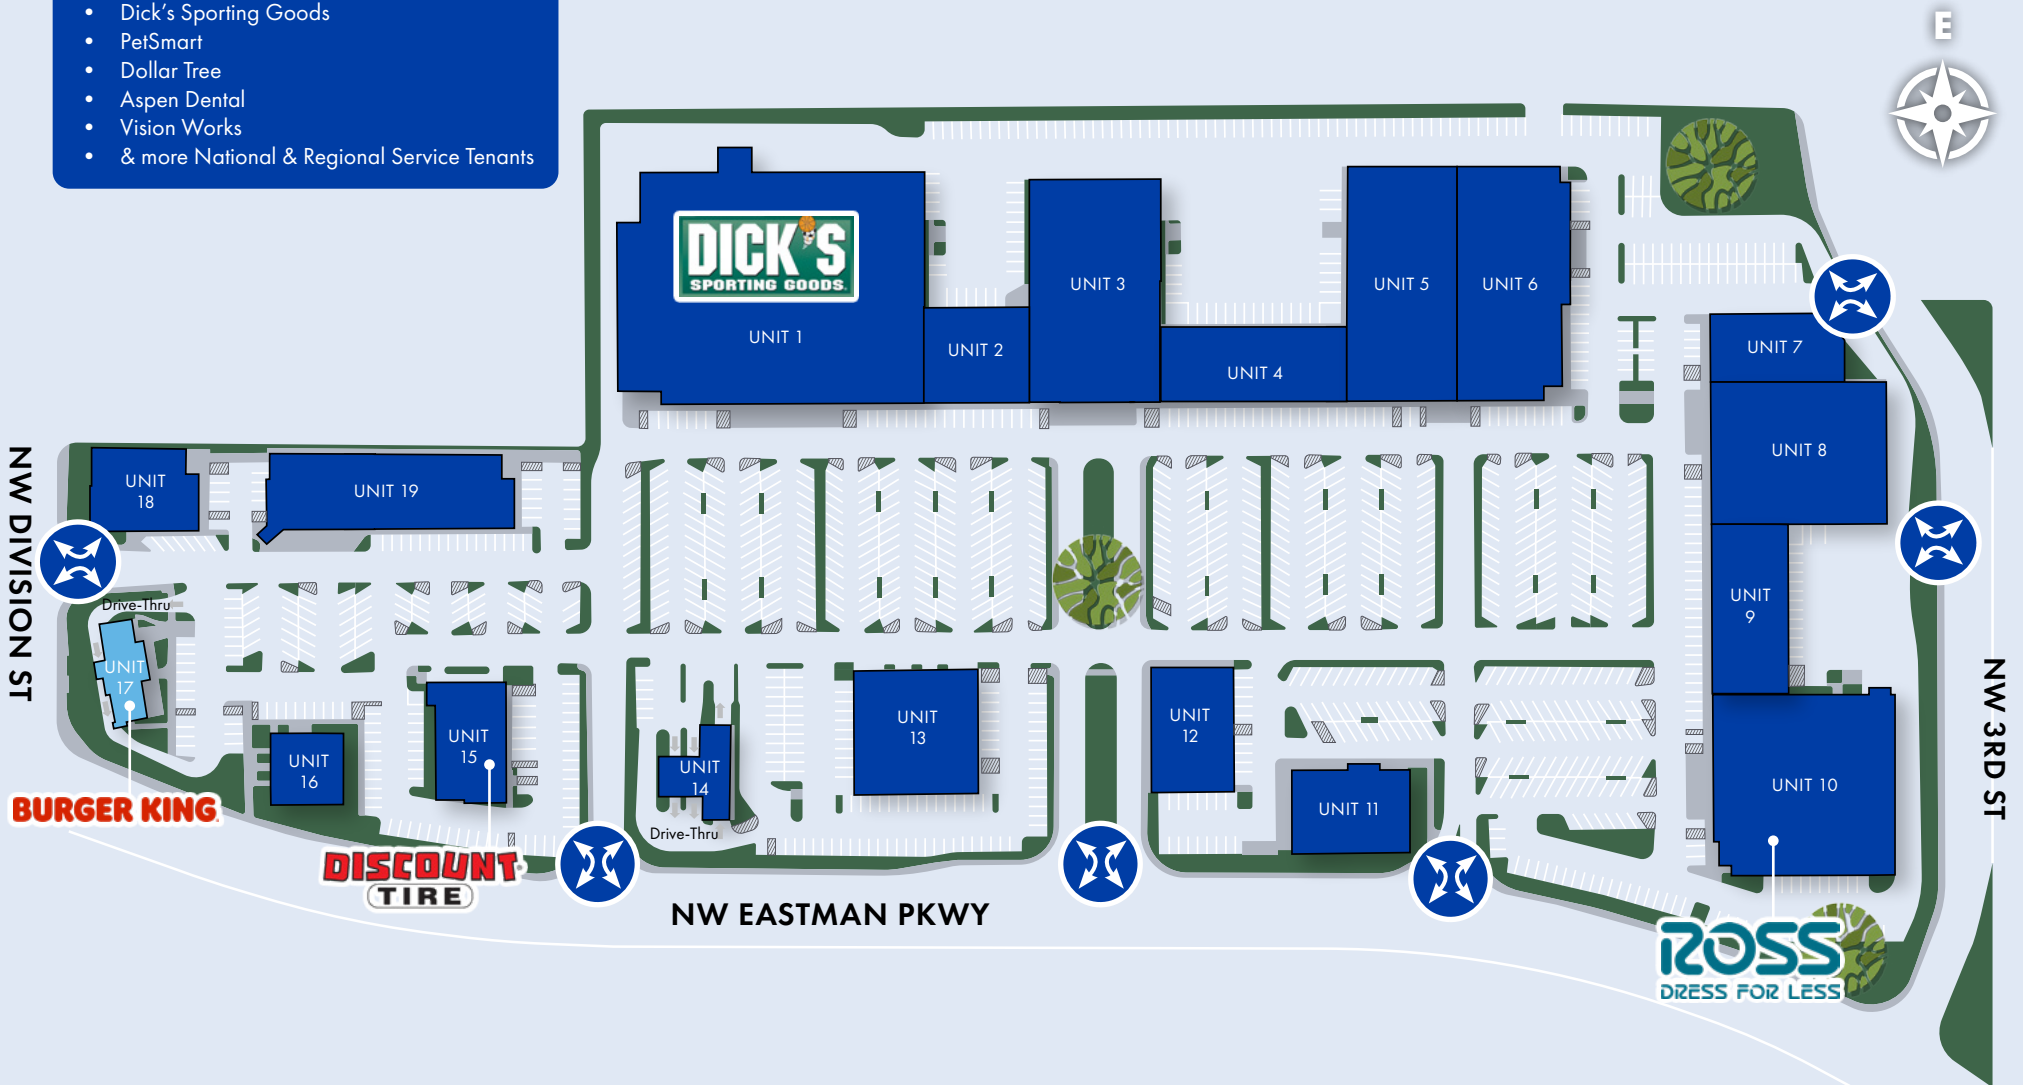 • Dick's Sporting Goods
• PetSmart
• Dollar Tree
• Aspen Dental
• Vision Works
• & more National & Regional Service Tenants
E
DICK'S
SPORTING GOODS.
UNIT 1
UNIT 2
UNIT 3
UNIT 4
UNIT 5
UNIT 6
UNIT 7
UNIT 8
UNIT
9
UNIT 10
NW 3RD ST
NW DIVISION ST
UNIT
18
UNIT 19
Drive-Thru
UNIT
17
BURGER KING
UNIT
16
UNIT
15
DISCOUNT
TIRE
UNIT
14
Drive-Thru
UNIT
13
UNIT
12
UNIT 11
NW EASTMAN PKWY
ROSS
DRESS FOR LESS